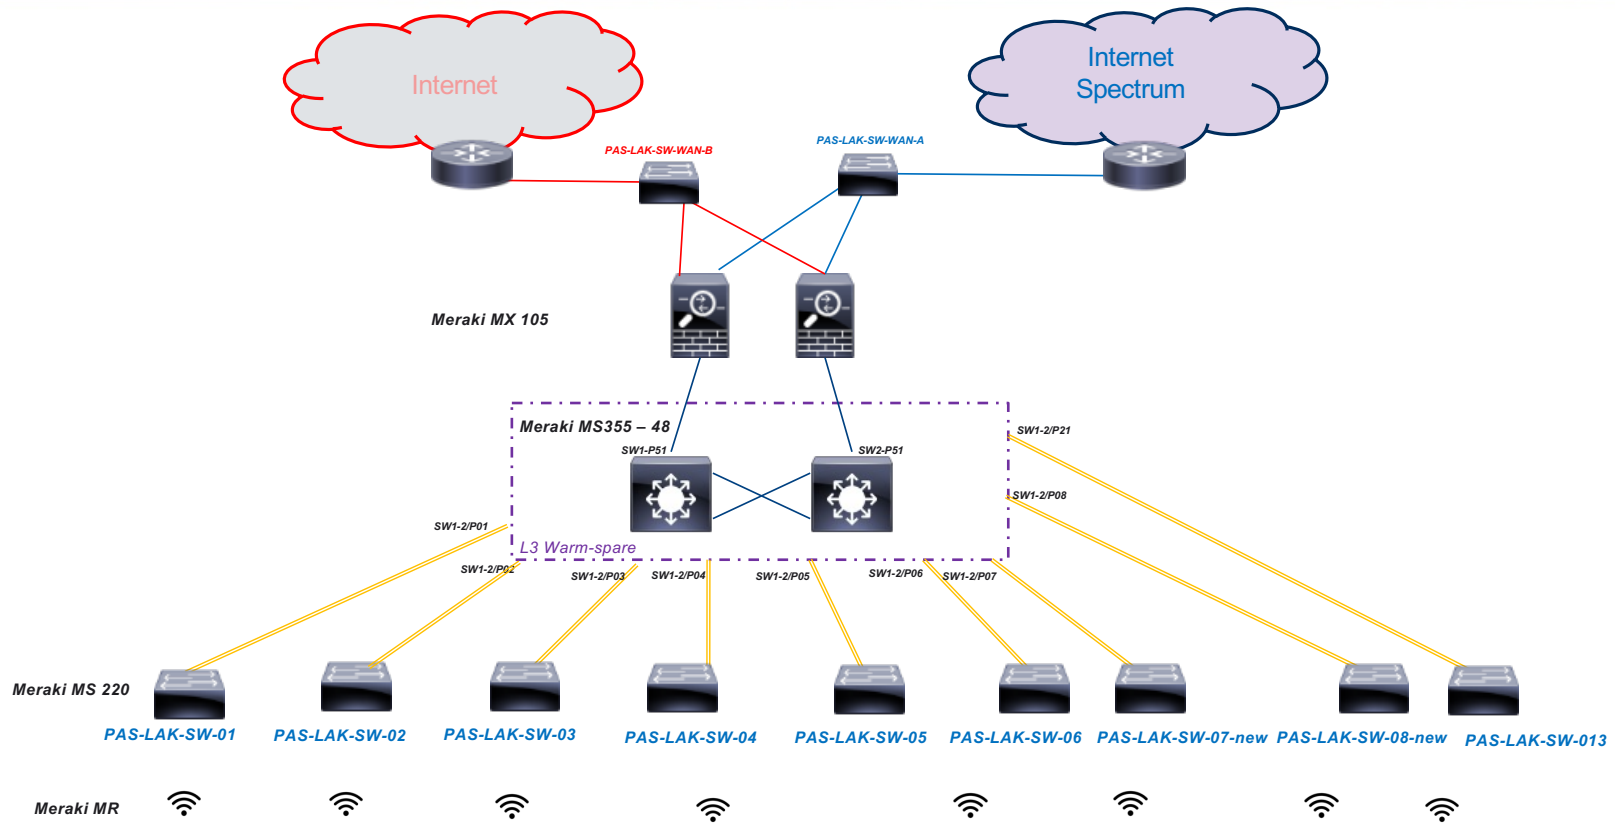 Internet
Internet
Spectrum
PAS-LAK-SW-WAN-B
PAS-LAK-SW-WAN-A
Meraki MX 105
Meraki MS355 – 48
SW1-P51
SW2-P51
SW1-2/P21
SW1-2/P08
SW1-2/P01
L3 Warm-spare
SW1-2/P02
SW1-2/P03
SW1-2/P04
SW1-2/P05
SW1-2/P06
SW1-2/P07
Meraki MS 220
PAS-LAK-SW-01
PAS-LAK-SW-02
PAS-LAK-SW-03
PAS-LAK-SW-04
PAS-LAK-SW-05
PAS-LAK-SW-06
PAS-LAK-SW-07-new
PAS-LAK-SW-08-new
PAS-LAK-SW-013
Meraki MR